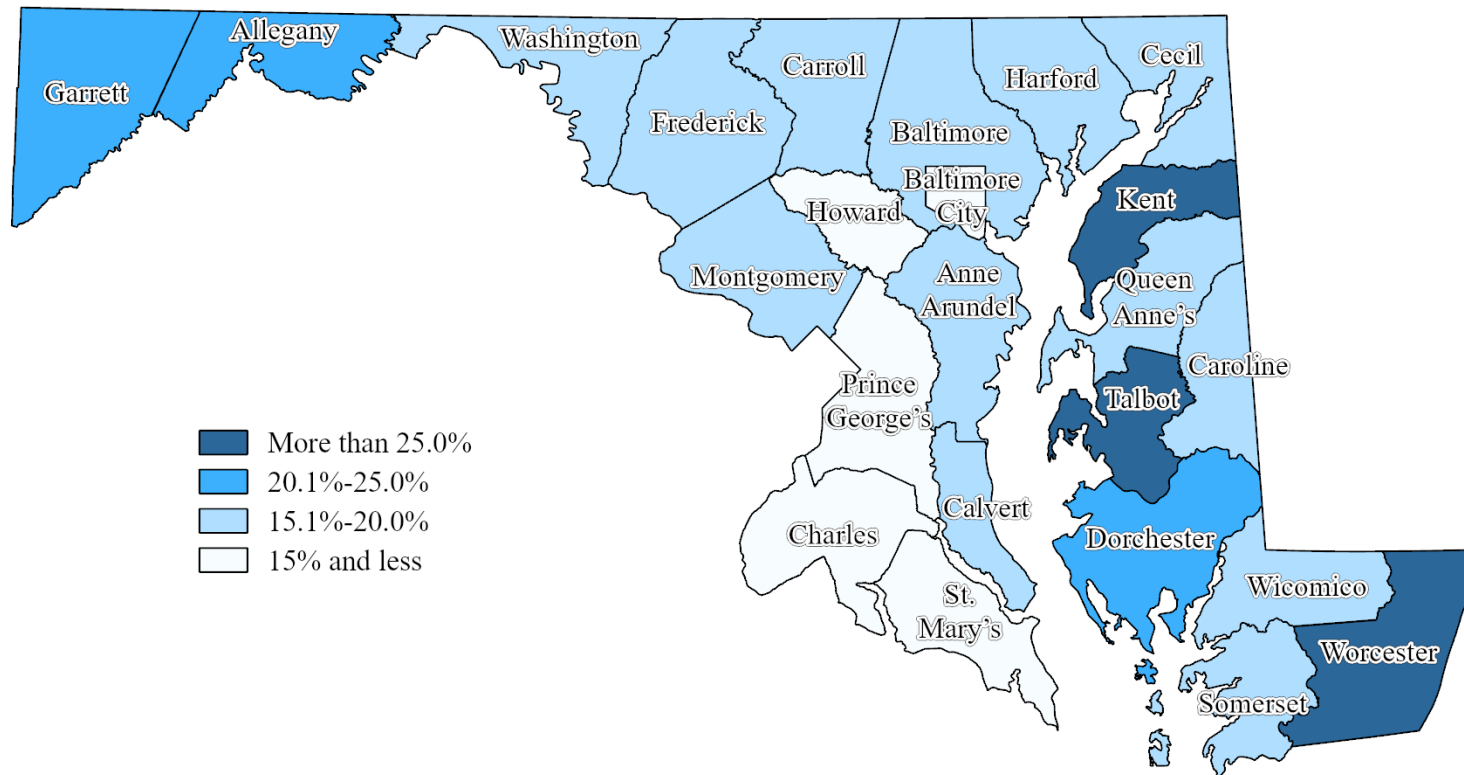 Allegany
Washington
Garrett
Carroll
Cecil
Harford
Frederick
Baltimore
Baltimore
City
Howard
Kent
Montgomery
Anne
Arundel
Queen
Anne’s
Caroline
Talbot
Prince
George’s
More than 25.0%
20.1%-25.0%
15.1%-20.0%
15% and less
Calvert
Charles
Dorchester
St.
Mary’s
Wicomico
Worcester
Somerset